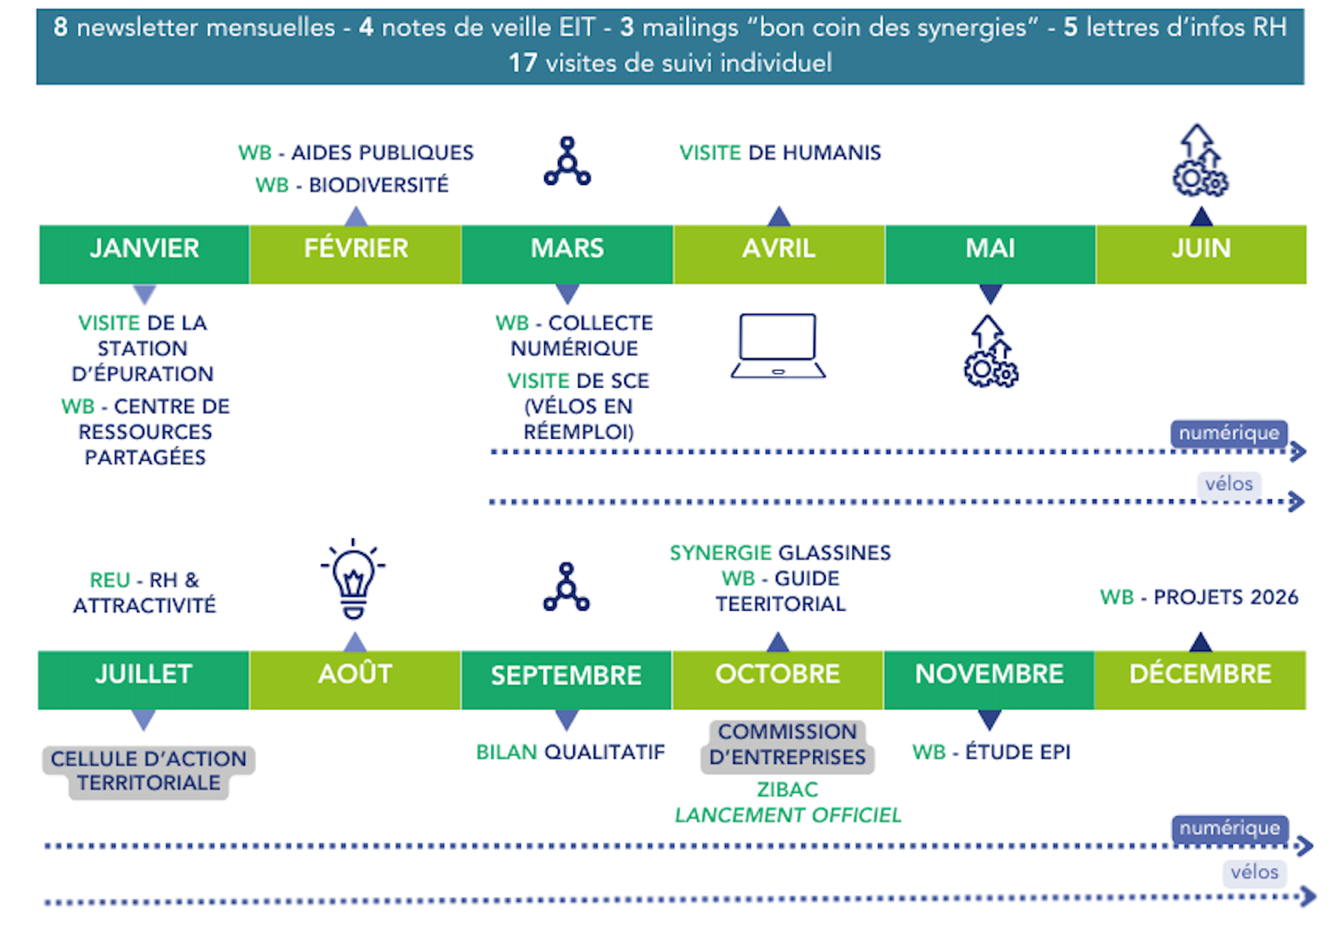 8 newsletter mensuelles - 4 notes de veille EIT - 3 mailings “bon coin des synergies” - 5 lettres d’infos RH
17 visites de suivi individuel
WB - AIDES PUBLIQUES
WB - BIODIVERSITÉ
VISITE DE HUMANIS
JANVIER
FÉVRIER
MARS
AVRIL
MAI
JUIN
VISITE DE LA
STATION
D’ÉPURATION
WB - CENTRE DE
RESSOURCES
PARTAGÉES
WB - COLLECTE
NUMÉRIQUE
VISITE DE SCE
(VÉLOS EN
RÉEMPLOI)
numérique
vélos
REU - RH &
ATTRACTIVITÉ
SYNERGIE GLASSINES
WB - GUIDE
TEERITORIAL
WB - PROJETS 2026
JUILLET
AOÛT
SEPTEMBRE
OCTOBRE
NOVEMBRE
DÉCEMBRE
CELLULE D’ACTION
TERRITORIALE
BILAN QUALITATIF
COMMISSION
D’ENTREPRISES
ZIBAC
LANCEMENT OFFICIEL
WB - ÉTUDE EPI
numérique
vélos